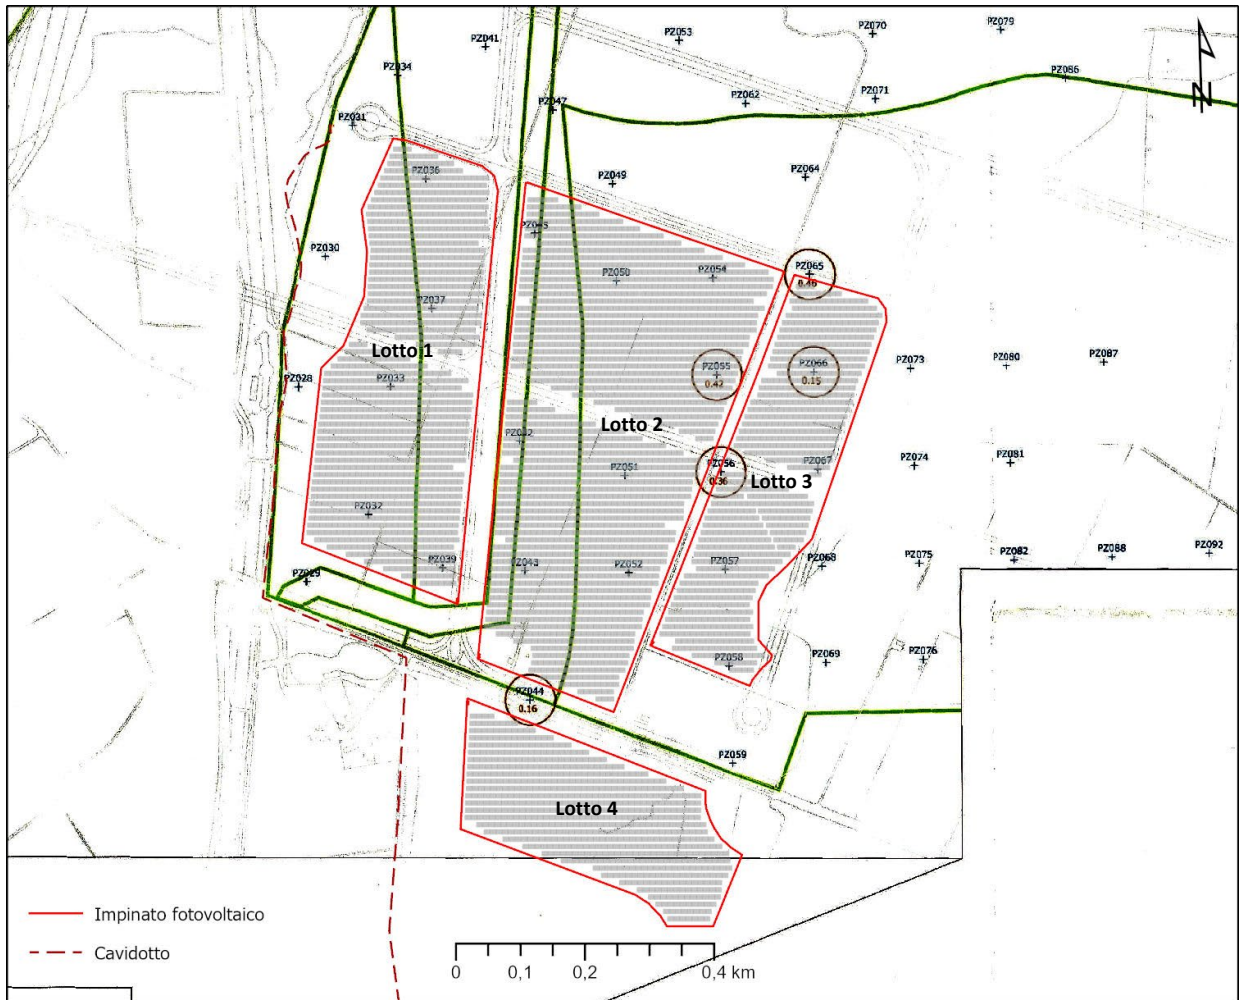 PZ079
PZ070
PZ053
PZ041
PZ034
PZ086
PZ071
PZ062
PZ047
PZ031
PZ036
PZ049
PZ064
PZ045
PZ030
PZ050
PZ054
PZ065
0.46
PZ037
Lotto 1
PZ028
PZ033
PZ055
0.42
PZ066
0.15
PZ073
PZ080
PZ087
Lotto 2
PZ042
PZ051
PZ056
0.36
Lotto 3
PZ067
PZ074
PZ081
PZ032
PZ039
PZ043
PZ052
PZ057
PZ068
PZ075
PZ082
PZ088
PZ092
PZ029
PZ058
PZ069
PZ076
PZ044
0.16
PZ059
Lotto 4
N
Impinato fotovoltaico
Cavidotto
0 0,1 0,2 0,4 km